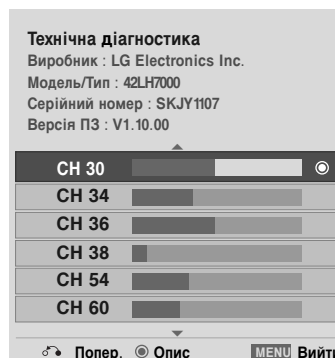 Технічна діагностика
Виробник : LG Electronics Inc.
Модель/Тип : 42LH7000
Серійний номер : SKJY1107
Версія ПЗ : V1.10.00
CH 30
CH 34
CH 36
CH 38
CH 54
CH 60
Попер. Опис MENU Вийти